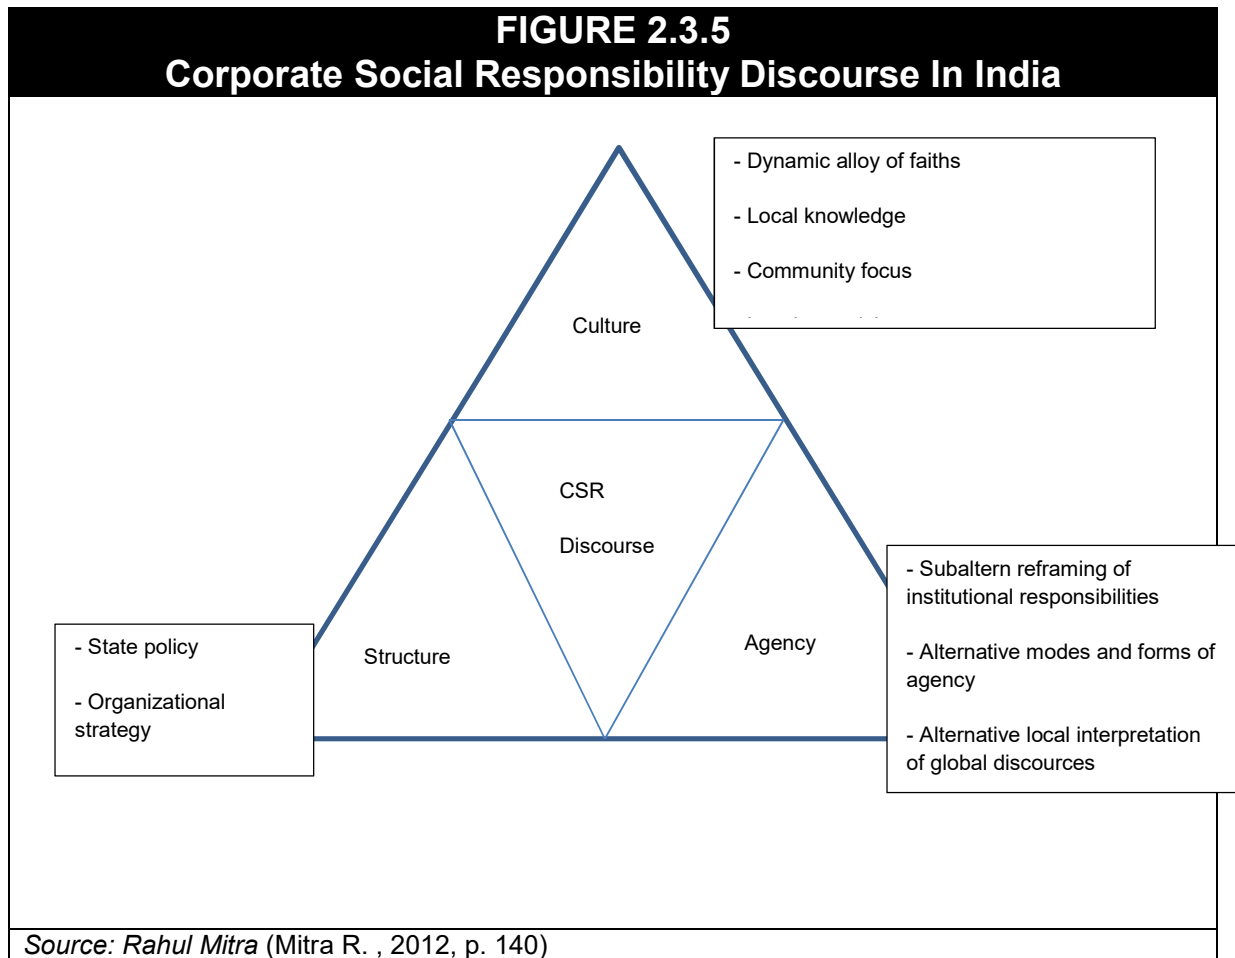 FIGURE 2.3.5
Corporate Social Responsibility Discourse In India
- Dynamic alloy of faiths
- Local knowledge
- Community focus
Culture
CSR
Discourse
- Subaltern reframing of
institutional responsibilities
- Alternative modes and forms of
agency
- Alternative local interpretation
of global discources
Agency
Structure
- State policy
- Organizational
strategy
Source: Rahul Mitra (Mitra R. , 2012, p. 140)